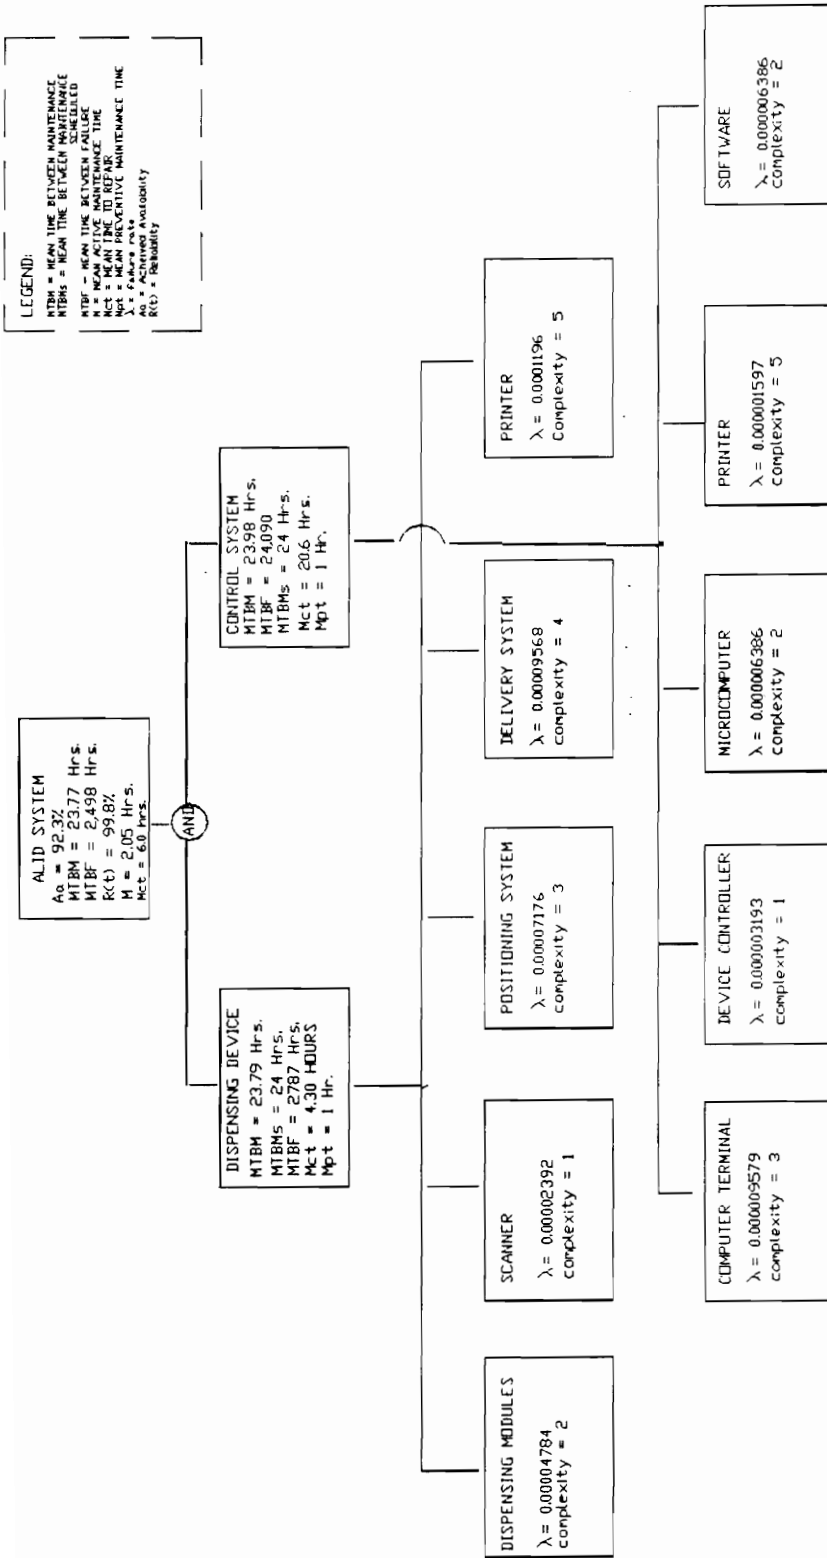 LEGEND:
MTBM = MEAN TIME BETWEEN MAINTENANCE
MTBMs = MEAN TIME BETWEEN MAINTENANCE
SCHEDULED
MTBF - MEAN TIME BETWEEN FAILURE
M = MEAN ACTIVE MAINTENANCE TIME
Mct = MEAN TIME TO REPAIR
Mpt = MEAN PREVENTIVE MAINTENANCE TIME
λ = failure rate
Aa = Achieved Availability
R(t) = Reliability
ALID SYSTEM
Aa = 92.3%
MTBM = 23.77 Hrs.
MTBF = 2,498 Hrs.
R(t) = 99.8%
M = 2.05 Hrs.
Mct = 6.0 hrs.
AND
DISPENSING DEVICE
MTBM = 23.79 Hrs.
MTBMs = 24 Hrs.
MTBF = 2787 Hrs.
Mct = 4.30 HOURS
Mpt = 1 Hr.
CONTROL SYSTEM
MTBM = 23.98 Hrs.
MTBF = 24,090
MTBMs = 24 Hrs.
Mct = 20.6 Hrs.
Mpt = 1 Hr.
DISPENSING MODULES
λ = 0.00004784
complexity = 2
SCANNER
λ = 0.00002392
complexity = 1
POSITIONING SYSTEM
λ = 0.00007176
complexity = 3
DELIVERY SYSTEM
λ = 0.00009568
complexity = 4
PRINTER
λ = 0.0001196
Complexity = 5
COMPUTER TERMINAL
λ = 0.000009579
complexity = 3
DEVICE CONTROLLER
λ = 0.000003193
complexity = 1
MICROCOMPUTER
λ = 0.000006386
complexity = 2
PRINTER
λ = 0.000001597
complexity = 5
SOFTWARE
λ = 0.000006386
complexity = 2